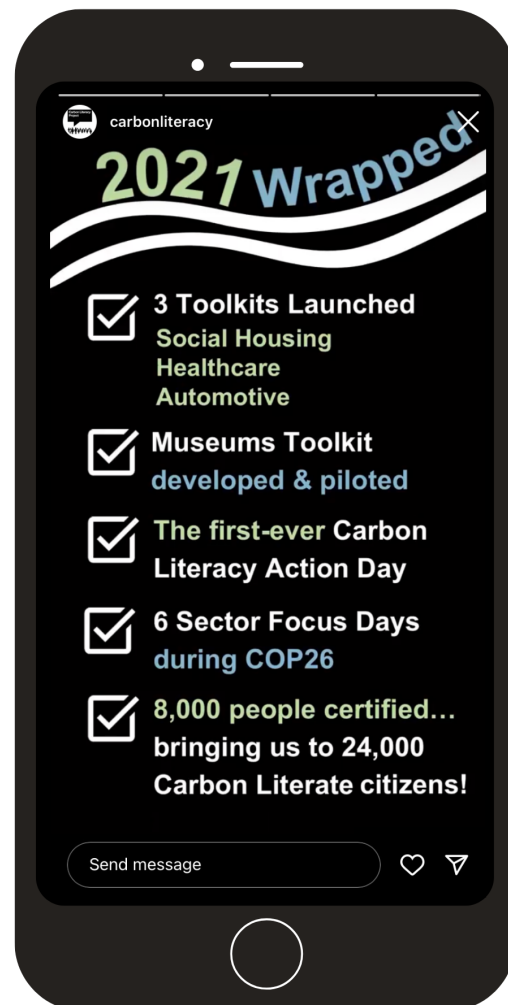 carbonliteracy
2021 Wrapped
3 Toolkits Launched
Social Housing
Healthcare
Automotive
Museums Toolkit
developed & piloted
The first-ever Carbon
Literacy Action Day
6 Sector Focus Days
during COP26
8,000 people certified...
bringing us to 24,000
Carbon Literate citizens!
Send message